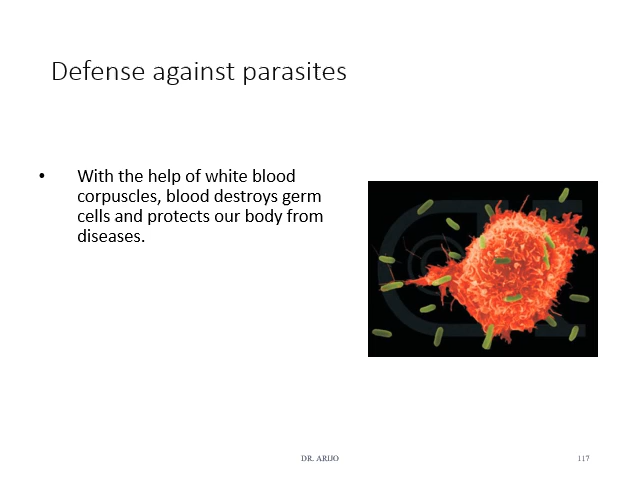 Defense against parasites
• With the help of white blood
corpuscles, blood destroys germ
cells and protects our body from
diseases.
DR. ARIJO
117